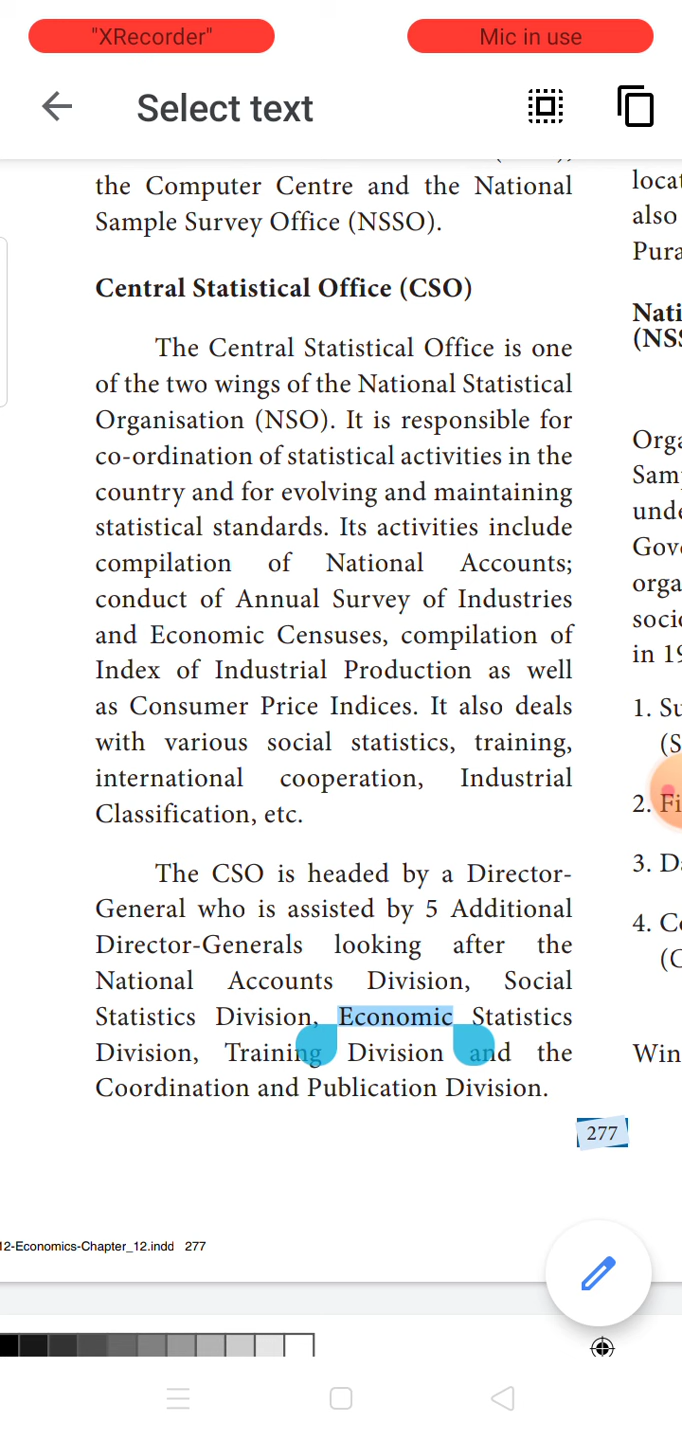 "XRecorder"
Mic in use
Select text
the Computer Centre and the National
Sample Survey Office (NSSO).
Central Statistical Office (CSO)
The Central Statistical Office is one
of the two wings of the National Statistical
Organisation (NSO). It is responsible for
co-ordination of statistical activities in the
country and for evolving and maintaining
statistical standards. Its activities include
compilation of National Accounts;
conduct of Annual Survey of Industries
and Economic Censuses, compilation of
Index of Industrial Production as well
as Consumer Price Indices. It also deals
with various social statistics, training,
international cooperation, Industrial
Classification, etc.
The CSO is headed by a Director-
General who is assisted by 5 Additional
Director-Generals looking after the
National Accounts Division, Social
Statistics Division, Economic Statistics
Division, Training Division and the
Coordination and Publication Division.
277
12-Economics-Chapter_12.indd 277
also
in
1.
2.
3.
4.